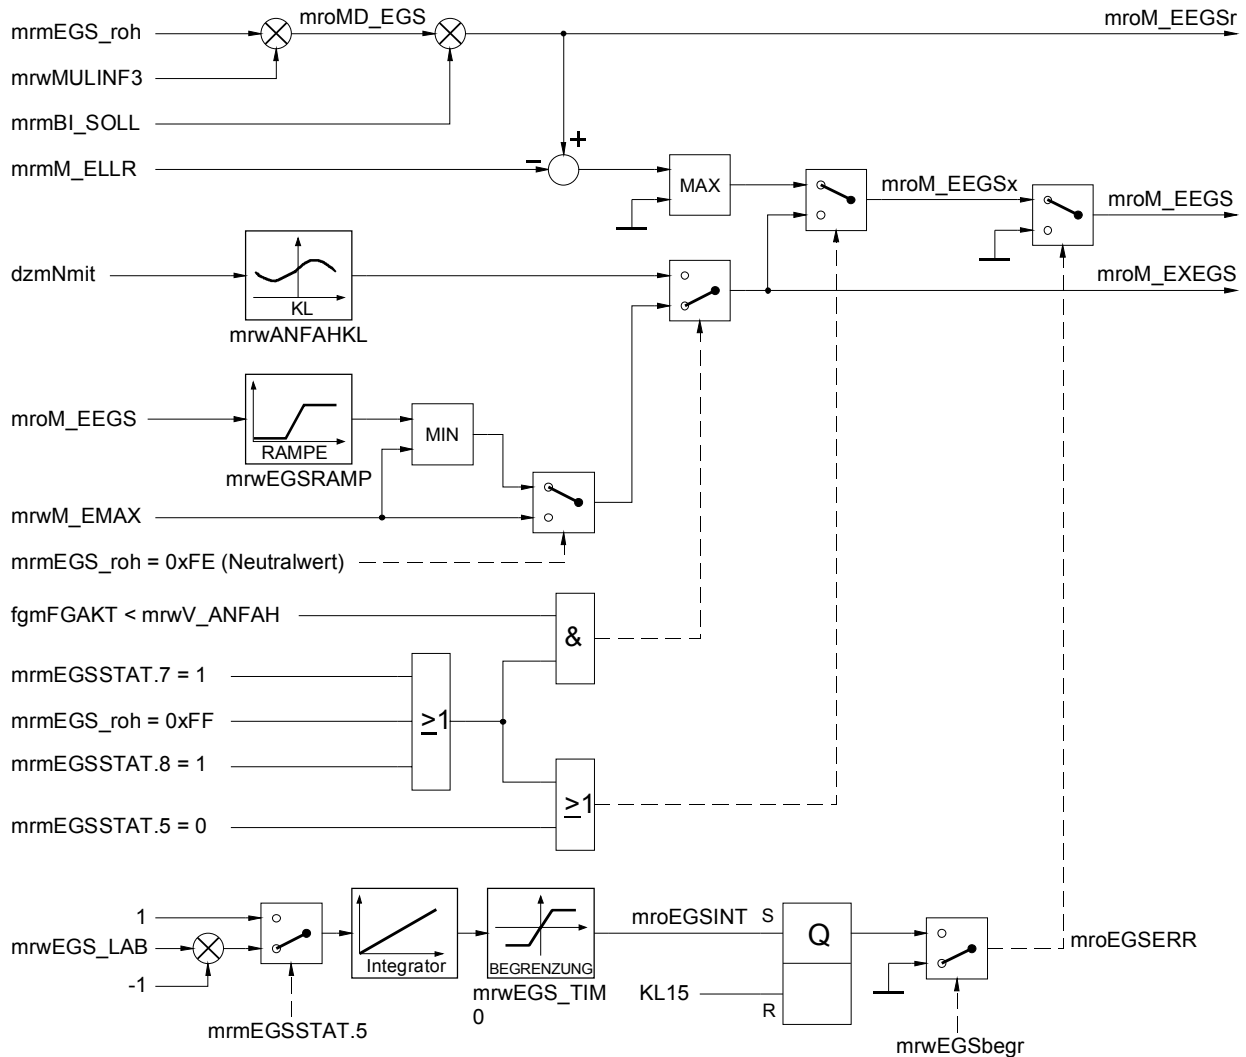 mrmEGS_roh
mroMD_EGS
mroM_EEGSr
mrwMULINF3
mrmBI_SOLL
+
mrmM_ELLR
−
MAX
mroM_EEGSx
mroM_EEGS
dzmNmit
KL
mrwANFAHKL
mroM_EXEGS
mroM_EEGS
RAMPE
mrwEGSRAMP
MIN
mrwM_EMAX
mrmEGS_roh = 0xFE (Neutralwert)
fgmFGAKT < mrwV_ANFAH
&
mrmEGSSTAT.7 = 1
mrmEGS_roh = 0xFF
≥1
mrmEGSSTAT.8 = 1
≥1
mrmEGSSTAT.5 = 0
1
mrwEGS_LAB
-1
mrmEGSSTAT.5
Integrator
BEGRENZUNG
mrwEGS_TIM
0
mroEGSINT
S
Q
KL15
R
mroEGSERR
mrwEGSbegr